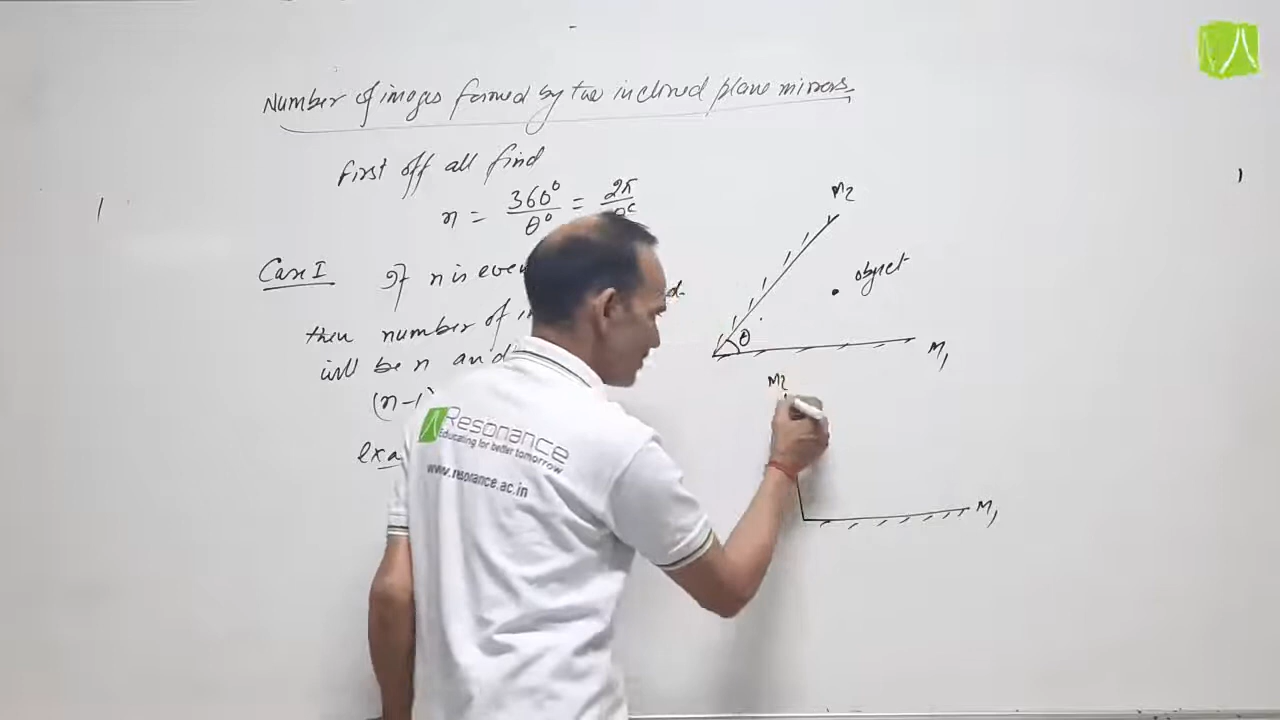 Number of images formed by two inclined plane mirrors
First off all find
n = 360° / θ° = 2π / θᶜ
Case I If n is even
then number of
will be n and
(n-1)
exa
M2
object
θ
M1
M2
M1
Resonance
Educating for better tomorrow
www.resonance.ac.in